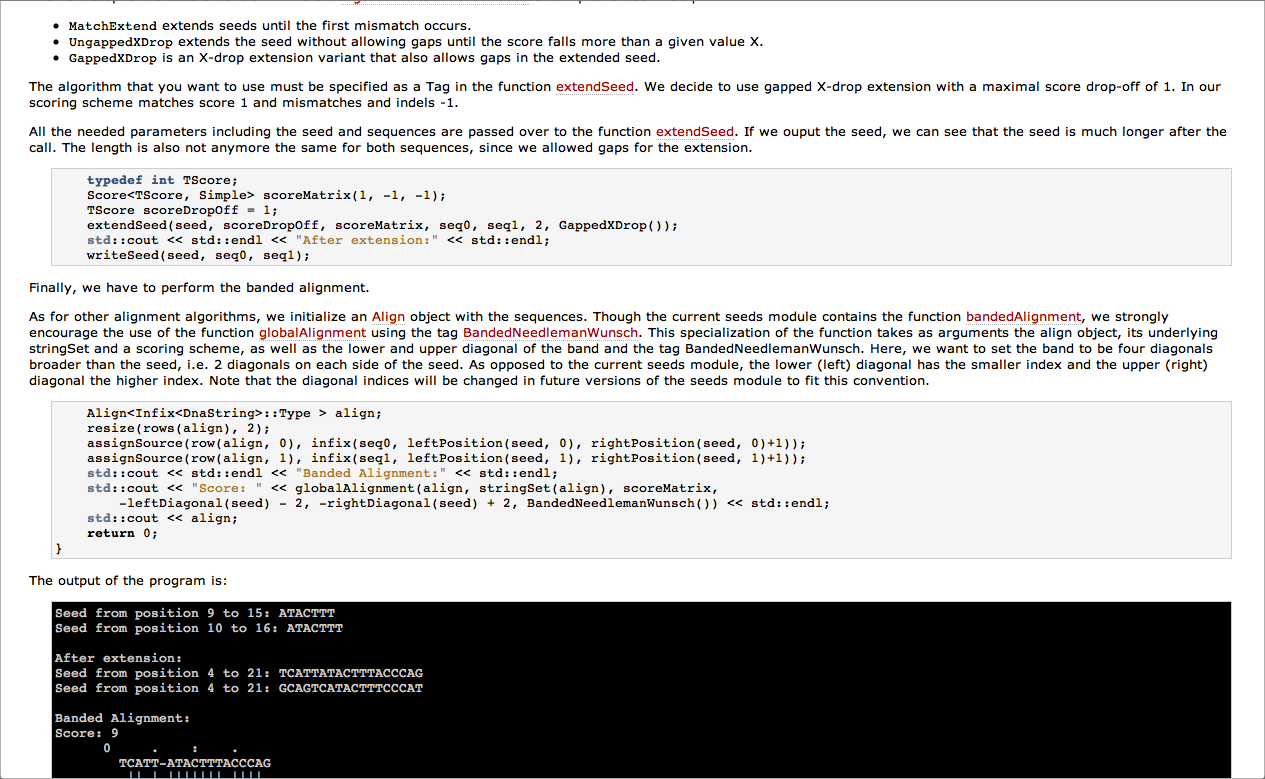 • MatchExtend extends seeds until the first mismatch occurs.
• UngappedXDrop extends the seed without allowing gaps until the score falls more than a given value X.
• GappedXDrop is an X-drop extension variant that also allows gaps in the extended seed.
The algorithm that you want to use must be specified as a Tag in the function extendSeed. We decide to use gapped X-drop extension with a maximal score drop-off of 1. In our
scoring scheme matches score 1 and mismatches and indels -1.
All the needed parameters including the seed and sequences are passed over to the function extendSeed. If we ouput the seed, we can see that the seed is much longer after the
call. The length is also not anymore the same for both sequences, since we allowed gaps for the extension.
typedef int TScore;
Score<TScore, Simple> scoreMatrix(1, -1, -1);
TScore scoreDropOff = 1;
extendSeed(seed, scoreDropOff, scoreMatrix, seq0, seq1, 2, GappedXDrop());
std::cout << std::endl << "After extension:" << std::endl;
writeSeed(seed, seq0, seq1);
Finally, we have to perform the banded alignment.
As for other alignment algorithms, we initialize an Align object with the sequences. Though the current seeds module contains the function bandedAlignment, we strongly
encourage the use of the function globalAlignment using the tag BandedNeedlemanWunsch. This specialization of the function takes as arguments the align object, its underlying
stringSet and a scoring scheme, as well as the lower and upper diagonal of the band and the tag BandedNeedlemanWunsch. Here, we want to set the band to be four diagonals
broader than the seed, i.e. 2 diagonals on each side of the seed. As opposed to the current seeds module, the lower (left) diagonal has the smaller index and the upper (right)
diagonal the higher index. Note that the diagonal indices will be changed in future versions of the seeds module to fit this convention.
Align<Infix<DnaString>::Type > align;
resize(rows(align), 2);
assignSource(row(align, 0), infix(seq0, leftPosition(seed, 0), rightPosition(seed, 0)+1));
assignSource(row(align, 1), infix(seq1, leftPosition(seed, 1), rightPosition(seed, 1)+1));
std::cout << std::endl << "Banded Alignment:" << std::endl;
std::cout << "Score: " << globalAlignment(align, stringSet(align), scoreMatrix,
-leftDiagonal(seed) - 2, -rightDiagonal(seed) + 2, BandedNeedlemanWunsch()) << std::endl;
std::cout << align;
return 0;
}
The output of the program is:
Seed from position 9 to 15: ATACTTT
Seed from position 10 to 16: ATACTTT
After extension:
Seed from position 4 to 21: TCATTATACTTTACCCAG
Seed from position 4 to 21: GCAGTCATACTTTCCCAT
Banded Alignment:
Score: 9
0 . : .
TCATT-ATACTTTACCCAG
|| | ||||||| ||||